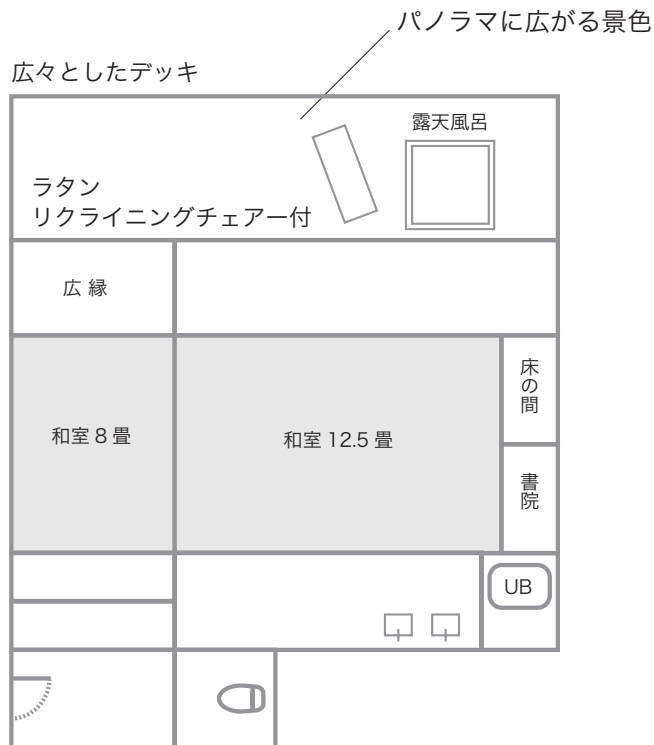 パノラマに広がる景色
広々としたデッキ
露天風呂
ラタン
リクライニングチェアー付
広 縁
床の間
和室 8 畳
和室 12.5 畳
書院
UB